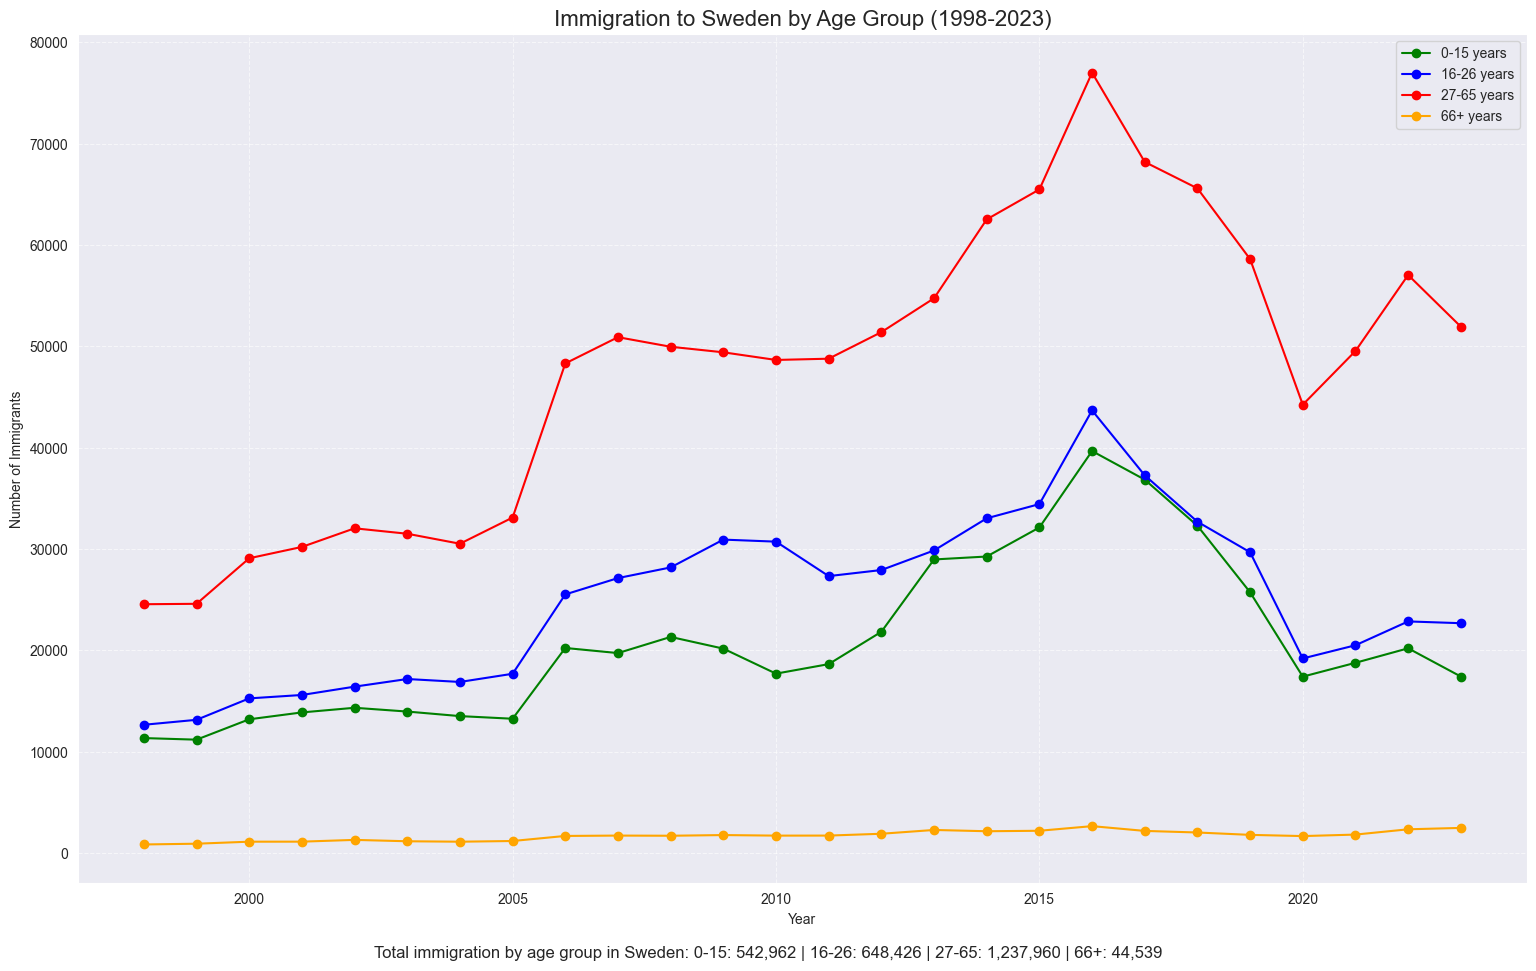 Immigration to Sweden by Age Group (1998-2023)
80000
70000
60000
50000
40000
30000
20000
10000
0
Number of Immigrants
0-15 years
16-26 years
27-65 years
66+ years
2000 2005 2010 2015 2020
Year
Total immigration by age group in Sweden: 0-15: 542,962 | 16-26: 648,426 | 27-65: 1,237,960 | 66+: 44,539